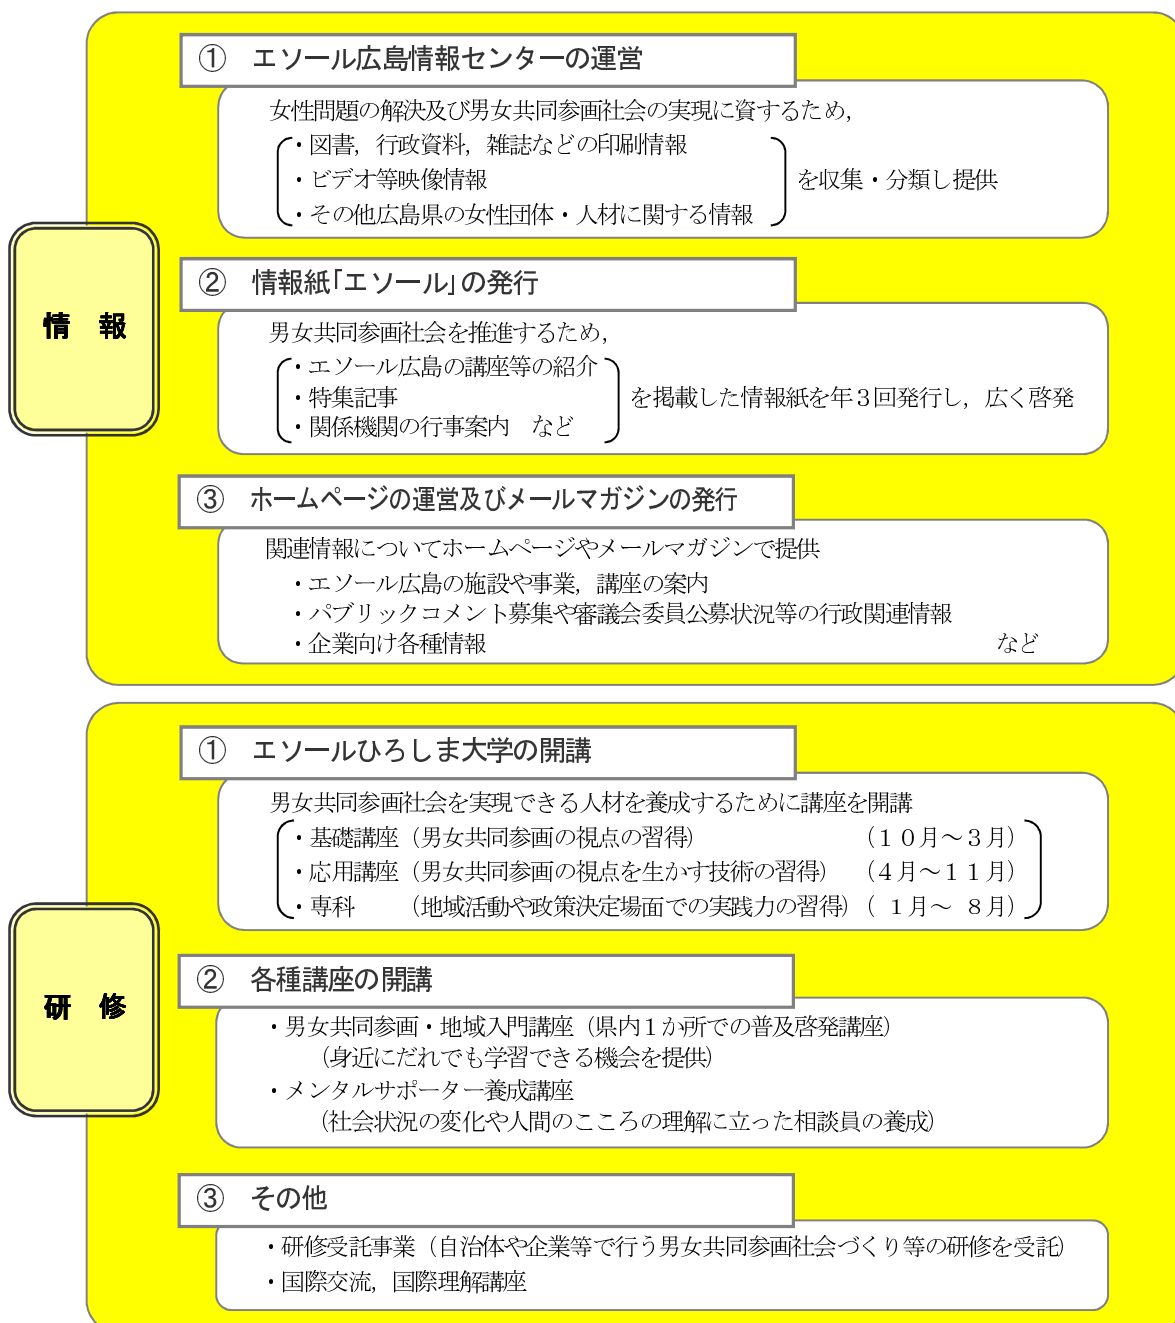 ① エソール広島情報センターの運営
女性問題の解決及び男女共同参画社会の実現に資するため，
・図書，行政資料，雑誌などの印刷情報
・ビデオ等映像情報 を収集・分類し提供
・その他広島県の女性団体・人材に関する情報
情 報
② 情報紙「エソール」の発行
男女共同参画社会を推進するため，
・エソール広島の講座等の紹介
・特集記事 を掲載した情報紙を年３回発行し，広く啓発
・関係機関の行事案内 など
③ ホームページの運営及びメールマガジンの発行
関連情報についてホームページやメールマガジンで提供
・エソール広島の施設や事業，講座の案内
・パブリックコメント募集や審議会委員公募状況等の行政関連情報
・企業向け各種情報 など
研 修
① エソールひろしま大学の開講
男女共同参画社会を実現できる人材を養成するために講座を開講
・基礎講座（男女共同参画の視点の習得） （１０月～３月）
・応用講座（男女共同参画の視点を生かす技術の習得） （４月～１１月）
・専科 （地域活動や政策決定場面での実践力の習得）（ １月～ ８月）
② 各種講座の開講
・男女共同参画・地域入門講座（県内１か所での普及啓発講座）
（身近にだれでも学習できる機会を提供）
・メンタルサポーター養成講座
（社会状況の変化や人間のこころの理解に立った相談員の養成）
③ その他
・研修受託事業（自治体や企業等で行う男女共同参画社会づくり等の研修を受託）
・国際交流，国際理解講座